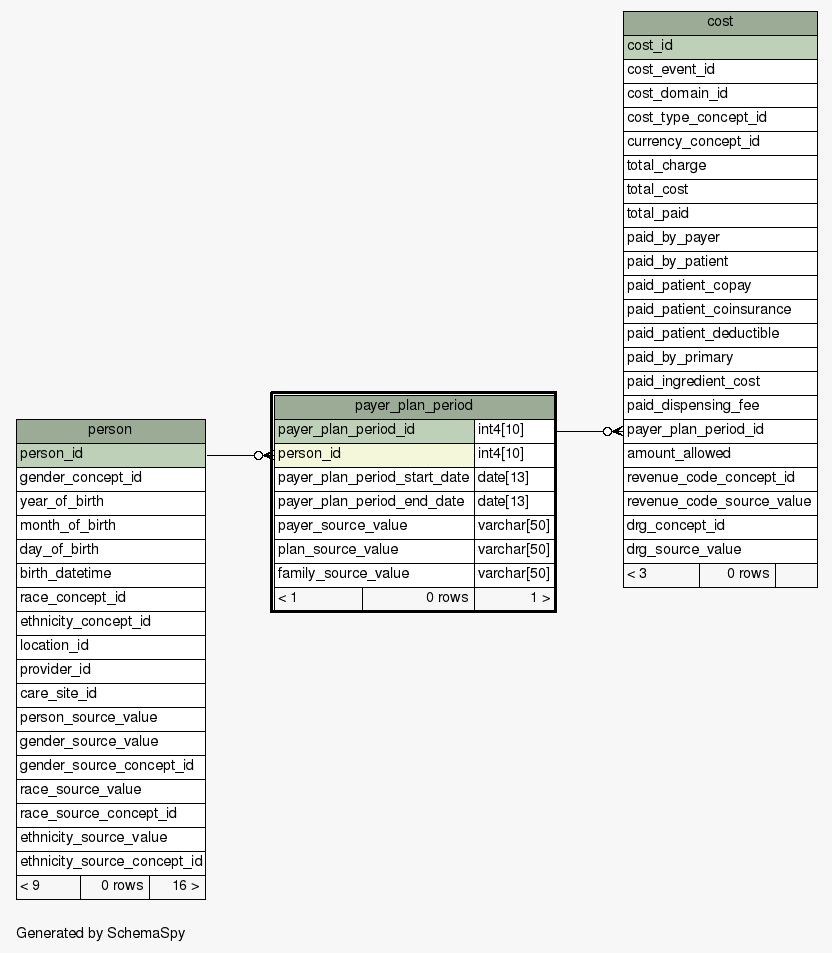 cost
cost_id
cost_event_id
cost_domain_id
cost_type_concept_id
currency_concept_id
total_charge
total_cost
total_paid
paid_by_payer
paid_by_patient
paid_patient_copay
paid_patient_coinsurance
paid_patient_deductible
paid_by_primary
paid_ingredient_cost
paid_dispensing_fee
payer_plan_period_id
amount_allowed
revenue_code_concept_id
revenue_code_source_value
drg_concept_id
drg_source_value
< 3 0 rows
payer_plan_period
payer_plan_period_id int4[10]
person_id int4[10]
payer_plan_period_start_date date[13]
payer_plan_period_end_date date[13]
payer_source_value varchar[50]
plan_source_value varchar[50]
family_source_value varchar[50]
< 1 0 rows 1 >
person
person_id
gender_concept_id
year_of_birth
month_of_birth
day_of_birth
birth_datetime
race_concept_id
ethnicity_concept_id
location_id
provider_id
care_site_id
person_source_value
gender_source_value
gender_source_concept_id
race_source_value
race_source_concept_id
ethnicity_source_value
ethnicity_source_concept_id
< 9 0 rows 16 >
Generated by SchemaSpy